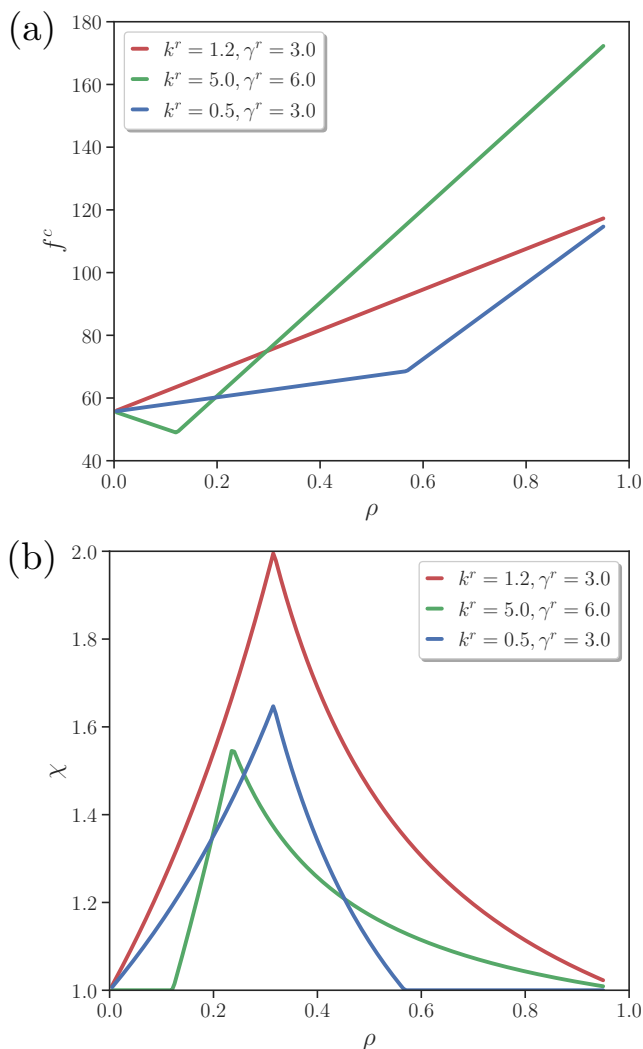 (a)
180
160
140
120
100
80
60
40
f^c
k^r = 1.2, γ^r = 3.0
k^r = 5.0, γ^r = 6.0
k^r = 0.5, γ^r = 3.0
0.0 0.2 0.4 0.6 0.8 1.0
ρ
(b)
2.0
1.8
1.6
1.4
1.2
1.0
χ
k^r = 1.2, γ^r = 3.0
k^r = 5.0, γ^r = 6.0
k^r = 0.5, γ^r = 3.0
0.0 0.2 0.4 0.6 0.8 1.0
ρ